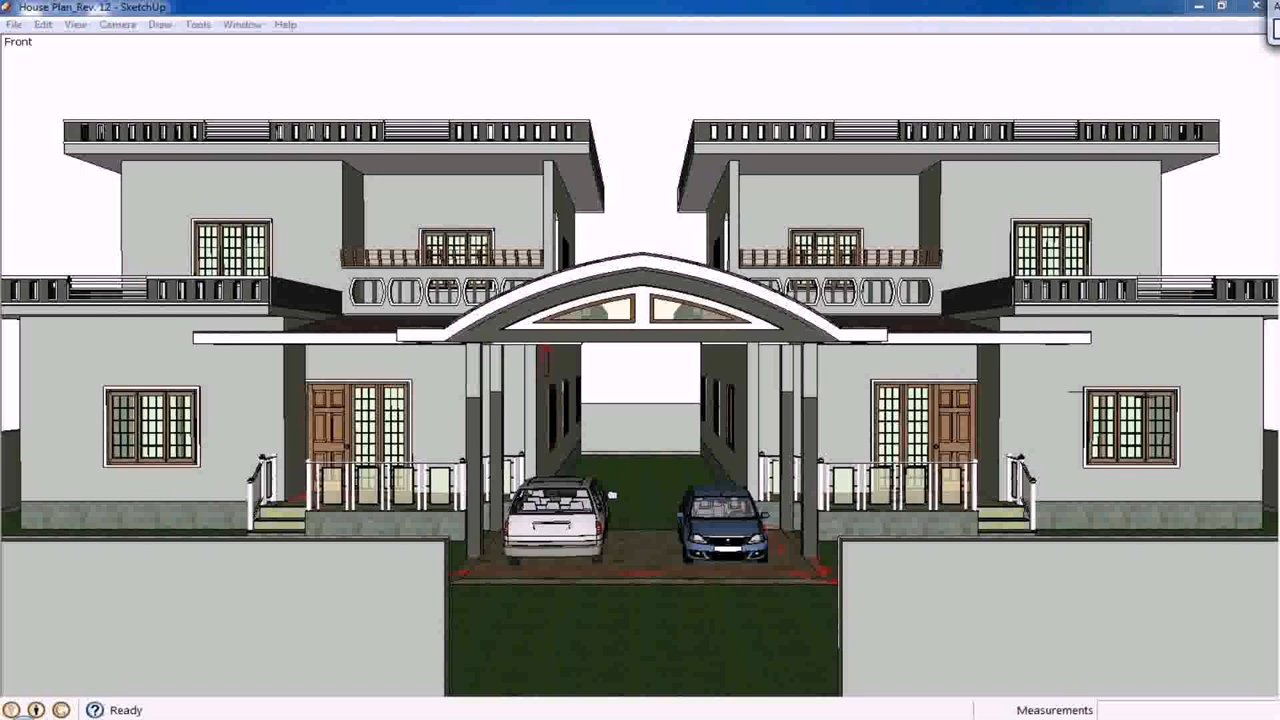 House Plan_Rev. 12 - SketchUp
File Edit View Camera Draw Tools Window Help
Front
Ready
Measurements